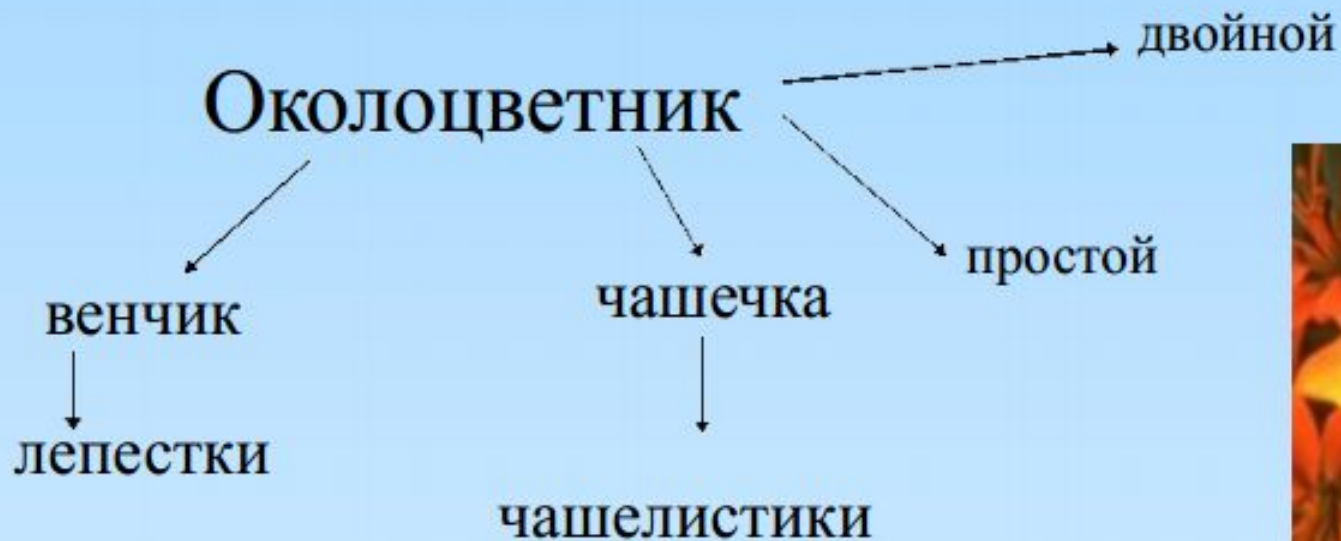 двойной
Околоцветник
простой
венчик
чашечка
лепестки
чашелистики